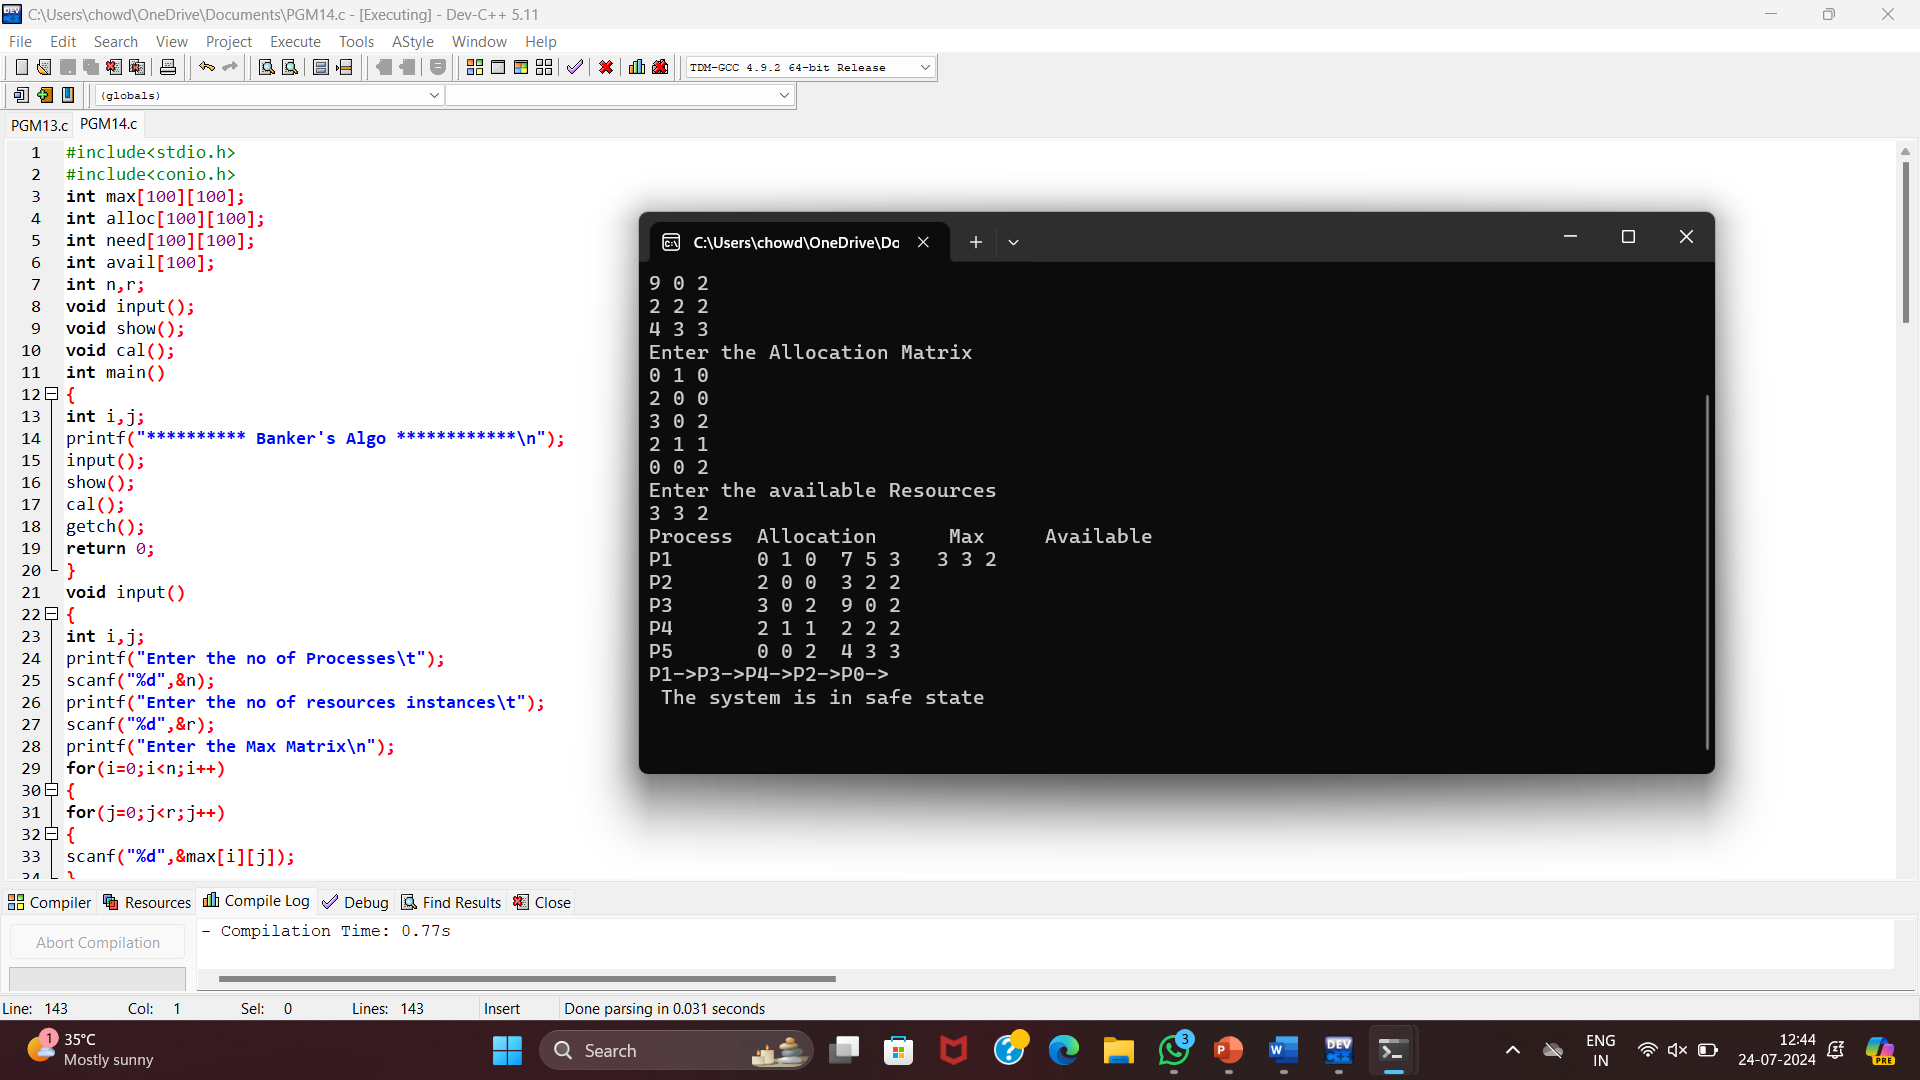 C:\Users\chowd\OneDrive\Documents\PGM14.c - [Executing] - Dev-C++ 5.11
File Edit Search View Project Execute Tools AStyle Window Help
TDM-GCC 4.9.2 64-bit Release
(globals)
PGM13.c PGM14.c
1 #include<stdio.h>
2 #include<conio.h>
3 int max[100][100];
4 int alloc[100][100];
5 int need[100][100];
6 int avail[100];
7 int n,r;
8 void input();
9 void show();
10 void cal();
11 int main()
12 {
13 int i,j;
14 printf("********** Banker's Algo ************\n");
15 input();
16 show();
17 cal();
18 getch();
19 return 0;
20 }
21 void input()
22 {
23 int i,j;
24 printf("Enter the no of Processes\t");
25 scanf("%d",&n);
26 printf("Enter the no of resources instances\t");
27 scanf("%d",&r);
28 printf("Enter the Max Matrix\n");
29 for(i=0;i<n;i++)
30 {
31 for(j=0;j<r;j++)
32 {
33 scanf("%d",&max[i][j]);
34 }
C:\Users\chowd\OneDrive\Do
9 0 2
2 2 2
4 3 3
Enter the Allocation Matrix
0 1 0
2 0 0
3 0 2
2 1 1
0 0 2
Enter the available Resources
3 3 2
Process Allocation Max Available
P1 0 1 0 7 5 3 3 3 2
P2 2 0 0 3 2 2
P3 3 0 2 9 0 2
P4 2 1 1 2 2 2
P5 0 0 2 4 3 3
P1->P3->P4->P2->P0->
The system is in safe state
Compiler Resources Compile Log Debug Find Results Close
Abort Compilation
- Compilation Time: 0.77s
Line: 143 Col: 1 Sel: 0 Lines: 143 Insert Done parsing in 0.031 seconds
1
35°C
Mostly sunny
Search
3
DEV
ENG
IN
12:44
24-07-2024
PRE